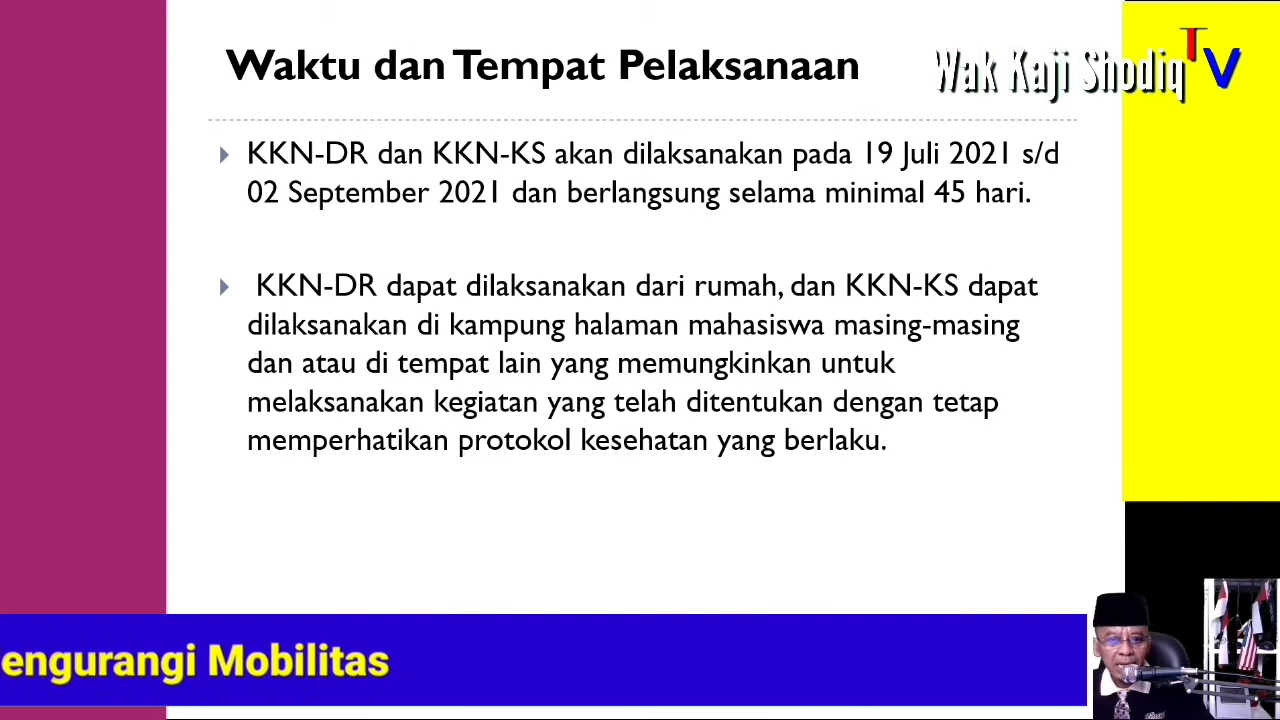 Waktu dan Tempat Pelaksanaan
Wak Kaji Shodiq TV
KKN-DR dan KKN-KS akan dilaksanakan pada 19 Juli 2021 s/d
02 September 2021 dan berlangsung selama minimal 45 hari.
KKN-DR dapat dilaksanakan dari rumah, dan KKN-KS dapat
dilaksanakan di kampung halaman mahasiswa masing-masing
dan atau di tempat lain yang memungkinkan untuk
melaksanakan kegiatan yang telah ditentukan dengan tetap
memperhatikan protokol kesehatan yang berlaku.
engurangi Mobilitas